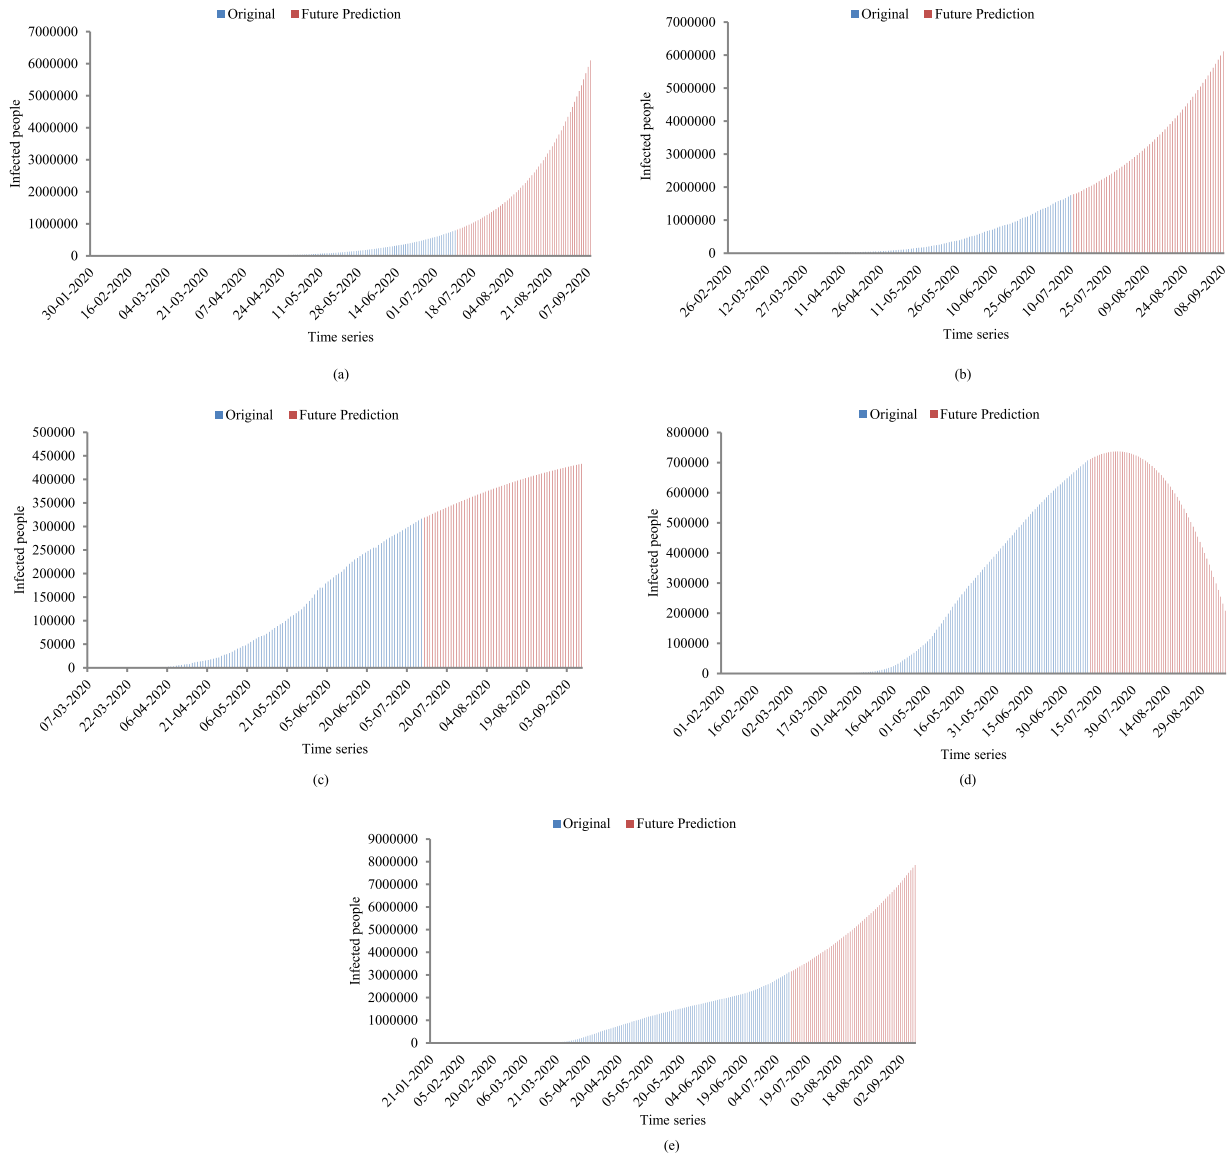 Original Future Prediction
7000000
6000000
5000000
4000000
3000000
2000000
1000000
0
Infected people
30-01-2020 16-02-2020 04-03-2020 21-03-2020 07-04-2020 24-04-2020 11-05-2020 28-05-2020 14-06-2020 01-07-2020 18-07-2020 04-08-2020 21-08-2020 07-09-2020
Time series
(a)
Original Future Prediction
7000000
6000000
5000000
4000000
3000000
2000000
1000000
0
Infected people
26-02-2020 12-03-2020 27-03-2020 11-04-2020 26-04-2020 11-05-2020 26-05-2020 10-06-2020 25-06-2020 10-07-2020 25-07-2020 09-08-2020 24-08-2020 08-09-2020
Time series
(b)
Original Future Prediction
500000
450000
400000
350000
300000
250000
200000
150000
100000
50000
0
Infected people
07-03-2020 22-03-2020 06-04-2020 21-04-2020 06-05-2020 21-05-2020 05-06-2020 20-06-2020 05-07-2020 20-07-2020 04-08-2020 19-08-2020 03-09-2020
Time series
(c)
Original Future Prediction
800000
700000
600000
500000
400000
300000
200000
100000
0
Infected people
01-02-2020 16-02-2020 02-03-2020 17-03-2020 01-04-2020 16-04-2020 01-05-2020 16-05-2020 31-05-2020 15-06-2020 30-06-2020 15-07-2020 30-07-2020 14-08-2020 29-08-2020
Time series
(d)
Original Future Prediction
9000000
8000000
7000000
6000000
5000000
4000000
3000000
2000000
1000000
0
Infected people
21-01-2020 05-02-2020 20-02-2020 06-03-2020 21-03-2020 05-04-2020 20-04-2020 05-05-2020 20-05-2020 04-06-2020 19-06-2020 04-07-2020 19-07-2020 03-08-2020 18-08-2020 02-09-2020
Time series
(e)